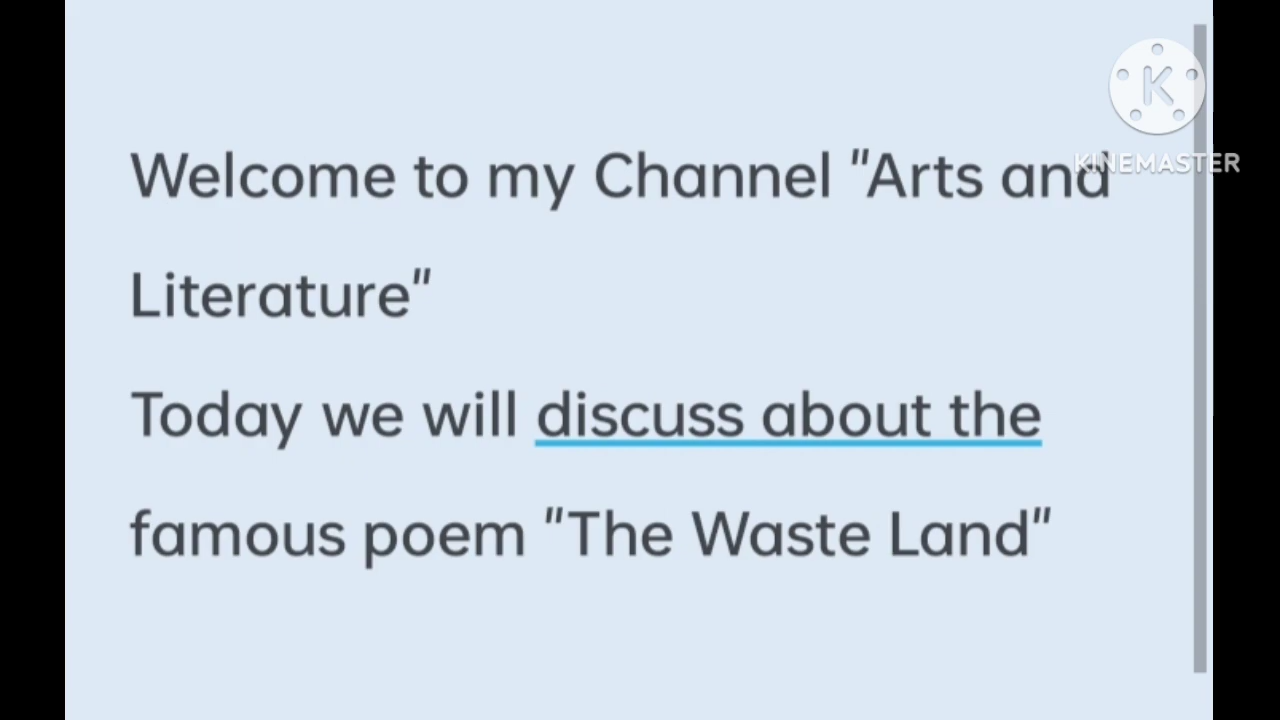 K
KINEMASTER
Welcome to my Channel "Arts and
Literature"
Today we will discuss about the
famous poem "The Waste Land"